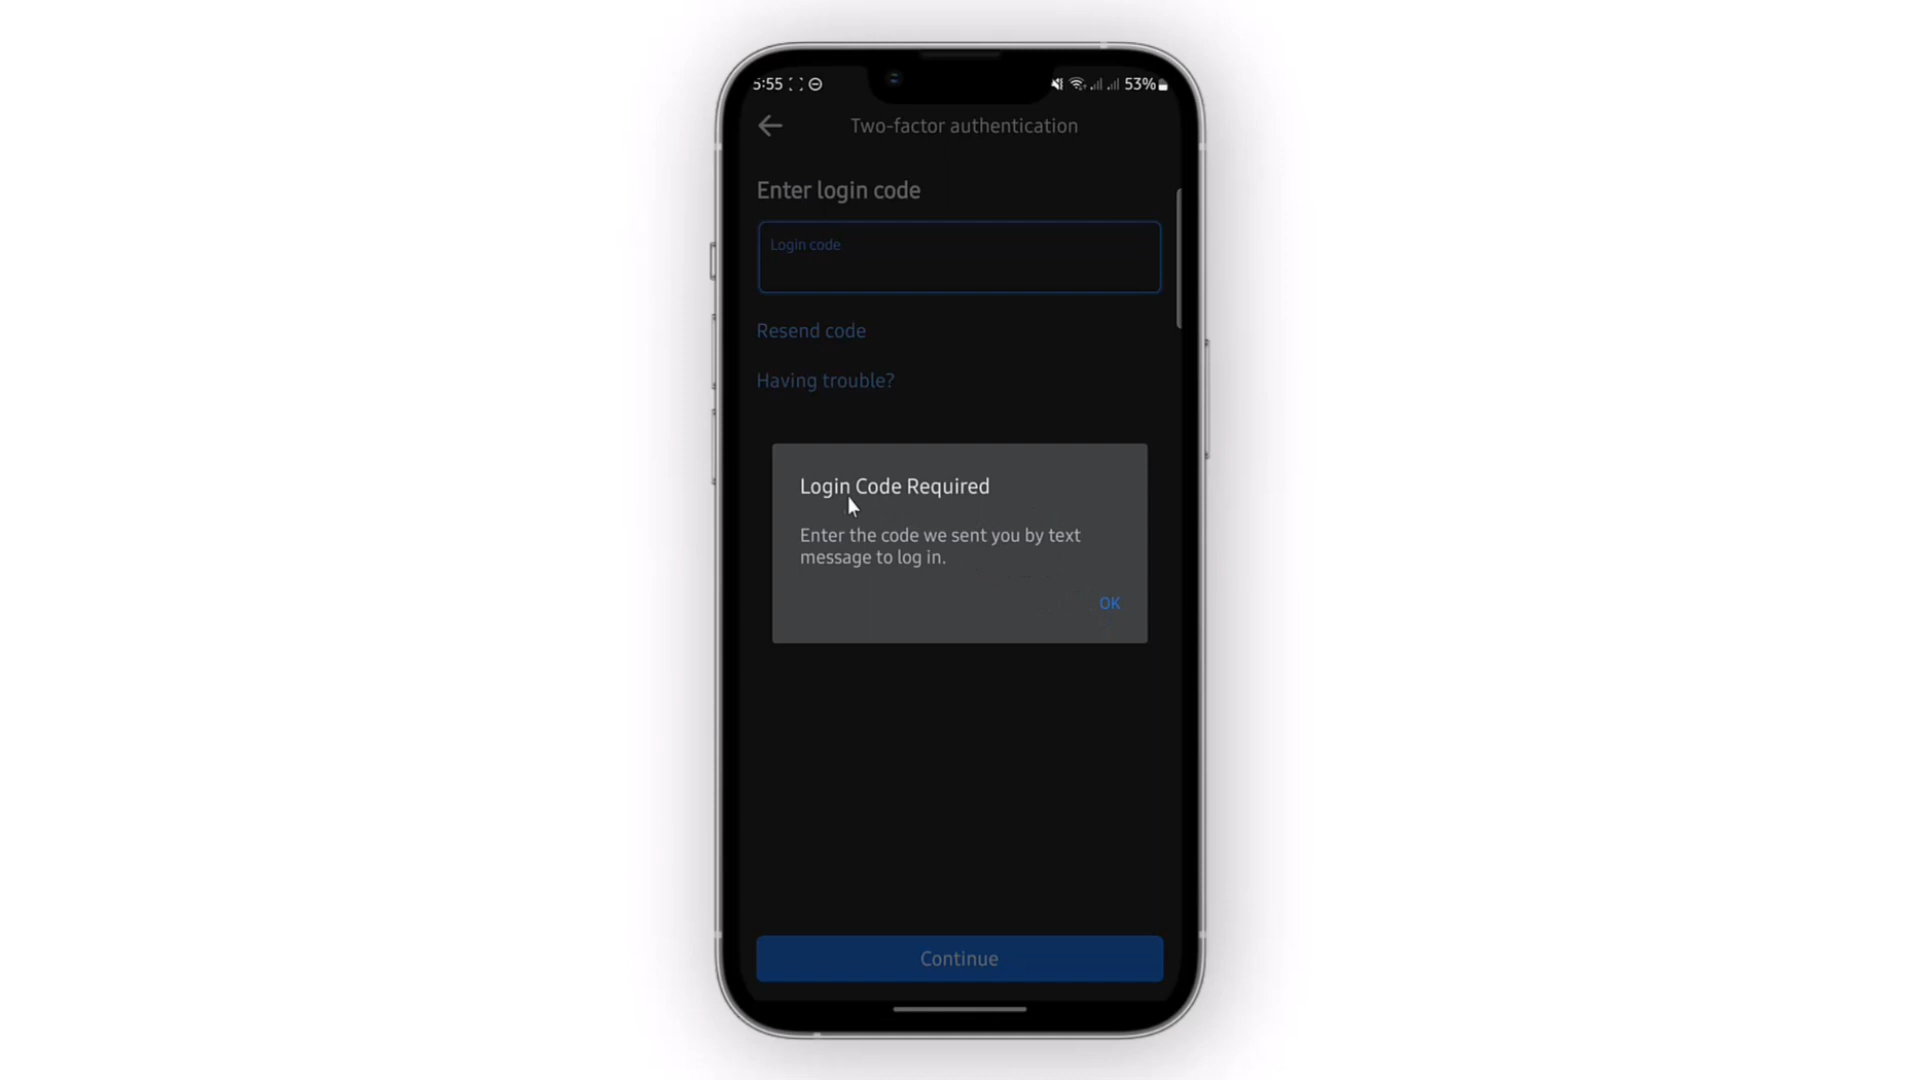 5:55 53%
Two-factor authentication
Enter login code
Login code
Resend code
Having trouble?
Login Code Required
Enter the code we sent you by text
message to log in.
OK
Continue